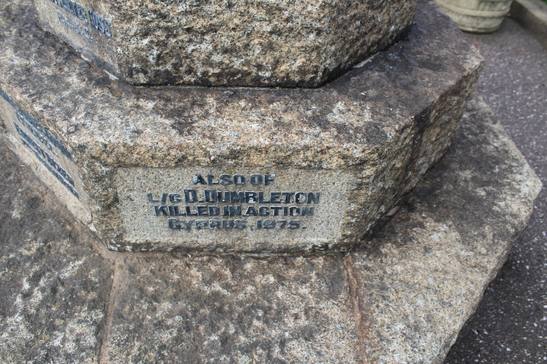 ALSO OF
L/C D. DUMBLETON
KILLED IN ACTION
CYPRUS, 1975.